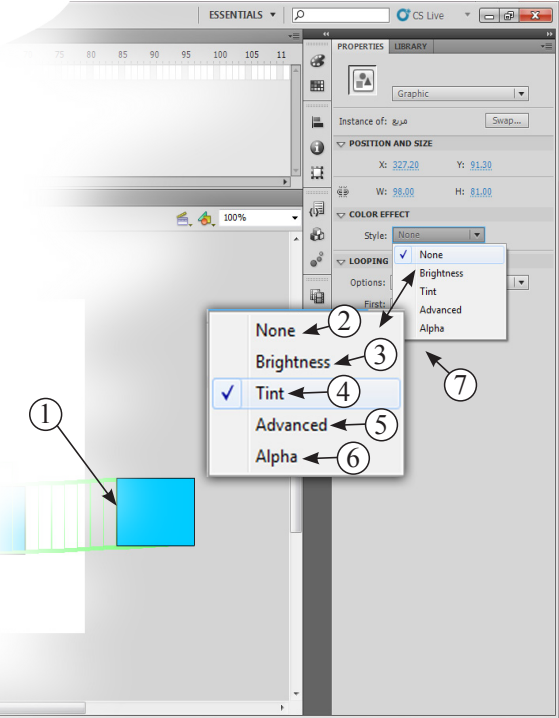 ESSENTIALS
CS Live
75 80 85 90 95 100 105 11
PROPERTIES LIBRARY
Graphic
Instance of: مربع Swap...
POSITION AND SIZE
X: 327.20 Y: 91.30
W: 98.00 H: 81.00
100%
COLOR EFFECT
Style: None
None
LOOPING
Brightness
Options:
Tint
First:
Advanced
Alpha
None 2
Brightness 3
Tint 4
Advanced 5
Alpha 6
7
1